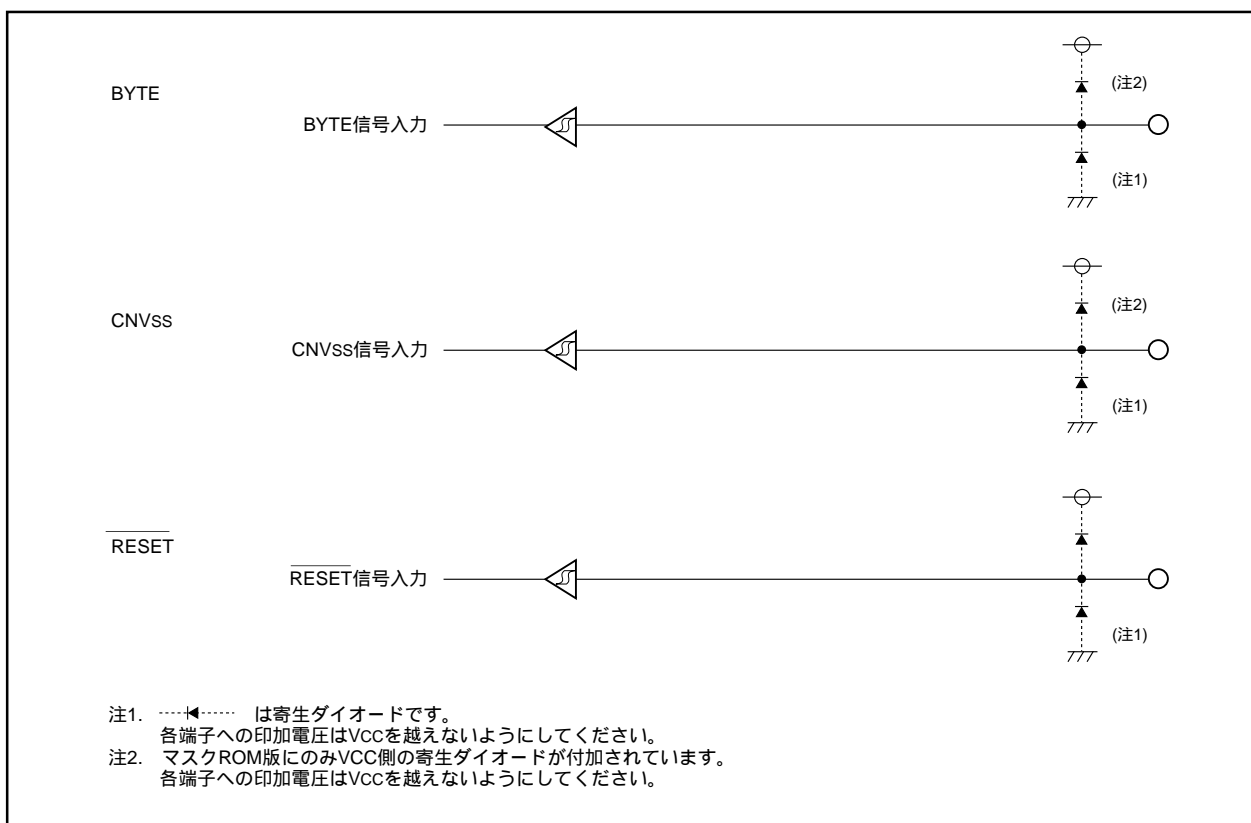 (注2)
BYTE
BYTE信号入力
(注1)
(注2)
CNVSS
CNVSS信号入力
(注1)
RESET
RESET信号入力
(注1)
注1. は寄生ダイオードです。
各端子への印加電圧はVCCを越えないようにしてください。
注2. マスクROM版にのみVCC側の寄生ダイオードが付加されています。
各端子への印加電圧はVCCを越えないようにしてください。